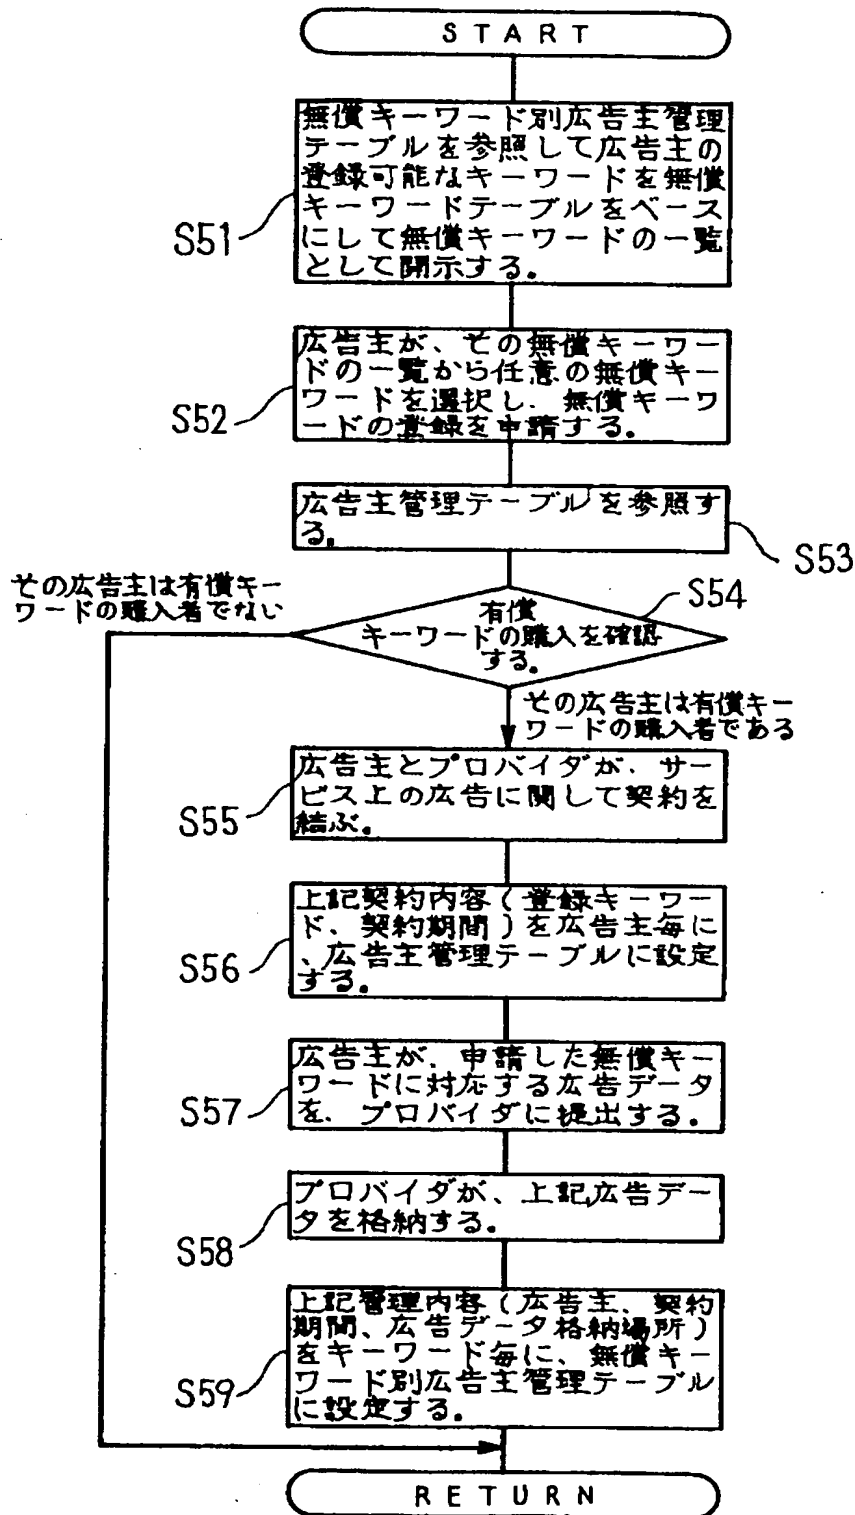 START
無償キーワード別広告主管理
テーブルを参照して広告主の
登録可能なキーワードを無償
キーワードテーブルをベース
にして無償キーワードの一覧
として開示する。
S51
広告主が、その無償キーワー
ドの一覧から任意の無償キー
ワードを選択し、無償キーワ
ードの登録を申請する。
S52
広告主管理テーブルを参照す
る。
S53
その広告主は有償キー
ワードの購入者でない
S54
有償
キーワードの購入を確認
する。
その広告主は有償キー
ワードの購入者である
広告主とプロバイダが、サー
ビス上の広告に関して契約を
結ぶ。
S55
上記契約内容(登録キーワー
ド、契約期間)を広告主毎に
、広告主管理テーブルに設定
する。
S56
広告主が、申請した無償キー
ワードに対応する広告データ
を、プロバイダに提出する。
S57
プロバイダが、上記広告デー
タを格納する。
S58
上記管理内容(広告主、契約
期間、広告データ格納場所)
をキーワード毎に、無償キー
ワード別広告主管理テーブル
に設定する。
S59
RETURN